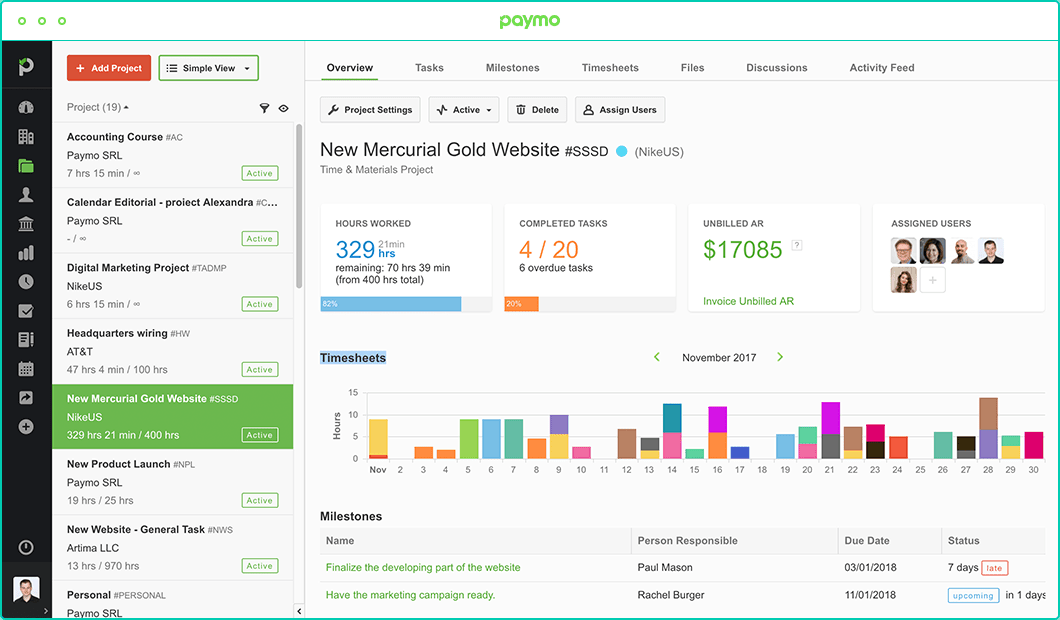 paymo
Add Project
Simple View
Project (19)
Accounting Course #AC
Paymo SRL
7 hrs 15 min / ∞
Active
Calendar Editorial - proiect Alexandra #C...
Paymo SRL
- / ∞
Active
Digital Marketing Project #TADMP
NikeUS
6 hrs 15 min / ∞
Active
Headquarters wiring #HW
AT&T
47 hrs 4 min / 100 hrs
Active
New Mercurial Gold Website #SSSD
NikeUS
329 hrs 21 min / 400 hrs
Active
New Product Launch #NPL
Paymo SRL
19 hrs / 25 hrs
Active
New Website - General Task #NWS
Artima LLC
13 hrs / 970 hrs
Active
Personal #PERSONAL
Paymo SRL
Overview Tasks Milestones Timesheets Files Discussions Activity Feed
Project Settings Active Delete Assign Users
New Mercurial Gold Website #SSSD (NikeUS)
Time & Materials Project
HOURS WORKED
329 21min hrs
remaining: 70 hrs 39 min
(from 400 hrs total)
82%
COMPLETED TASKS
4 / 20
6 overdue tasks
20%
UNBILLED AR
$17085 ?
Invoice Unbilled AR
ASSIGNED USERS
+
Timesheets
November 2017
Hours
15
10
5
0
Nov 2 3 4 5 6 7 8 9 10 11 12 13 14 15 16 17 18 19 20 21 22 23 24 25 26 27 28 29 30
Milestones
Name Person Responsible Due Date Status
Finalize the developing part of the website Paul Mason 03/01/2018 7 days late
Have the marketing campaign ready. Rachel Burger 11/01/2018 upcoming in 1 days